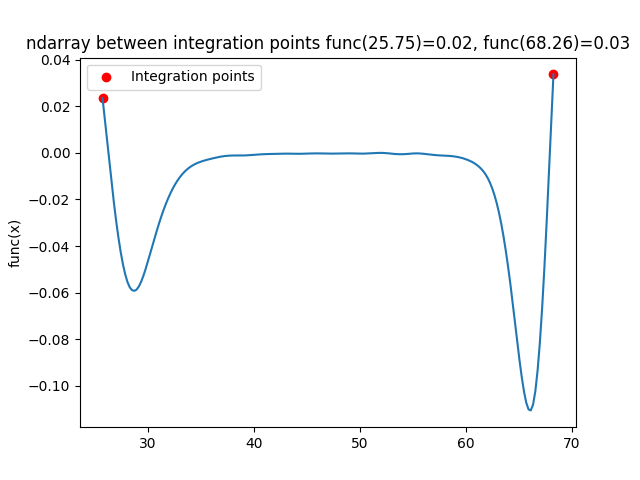 ndarray between integration points func(25.75)=0.02, func(68.26)=0.03
Integration points
func(x)
0.04
0.02
0.00
−0.02
−0.04
−0.06
−0.08
−0.10
30 40 50 60 70